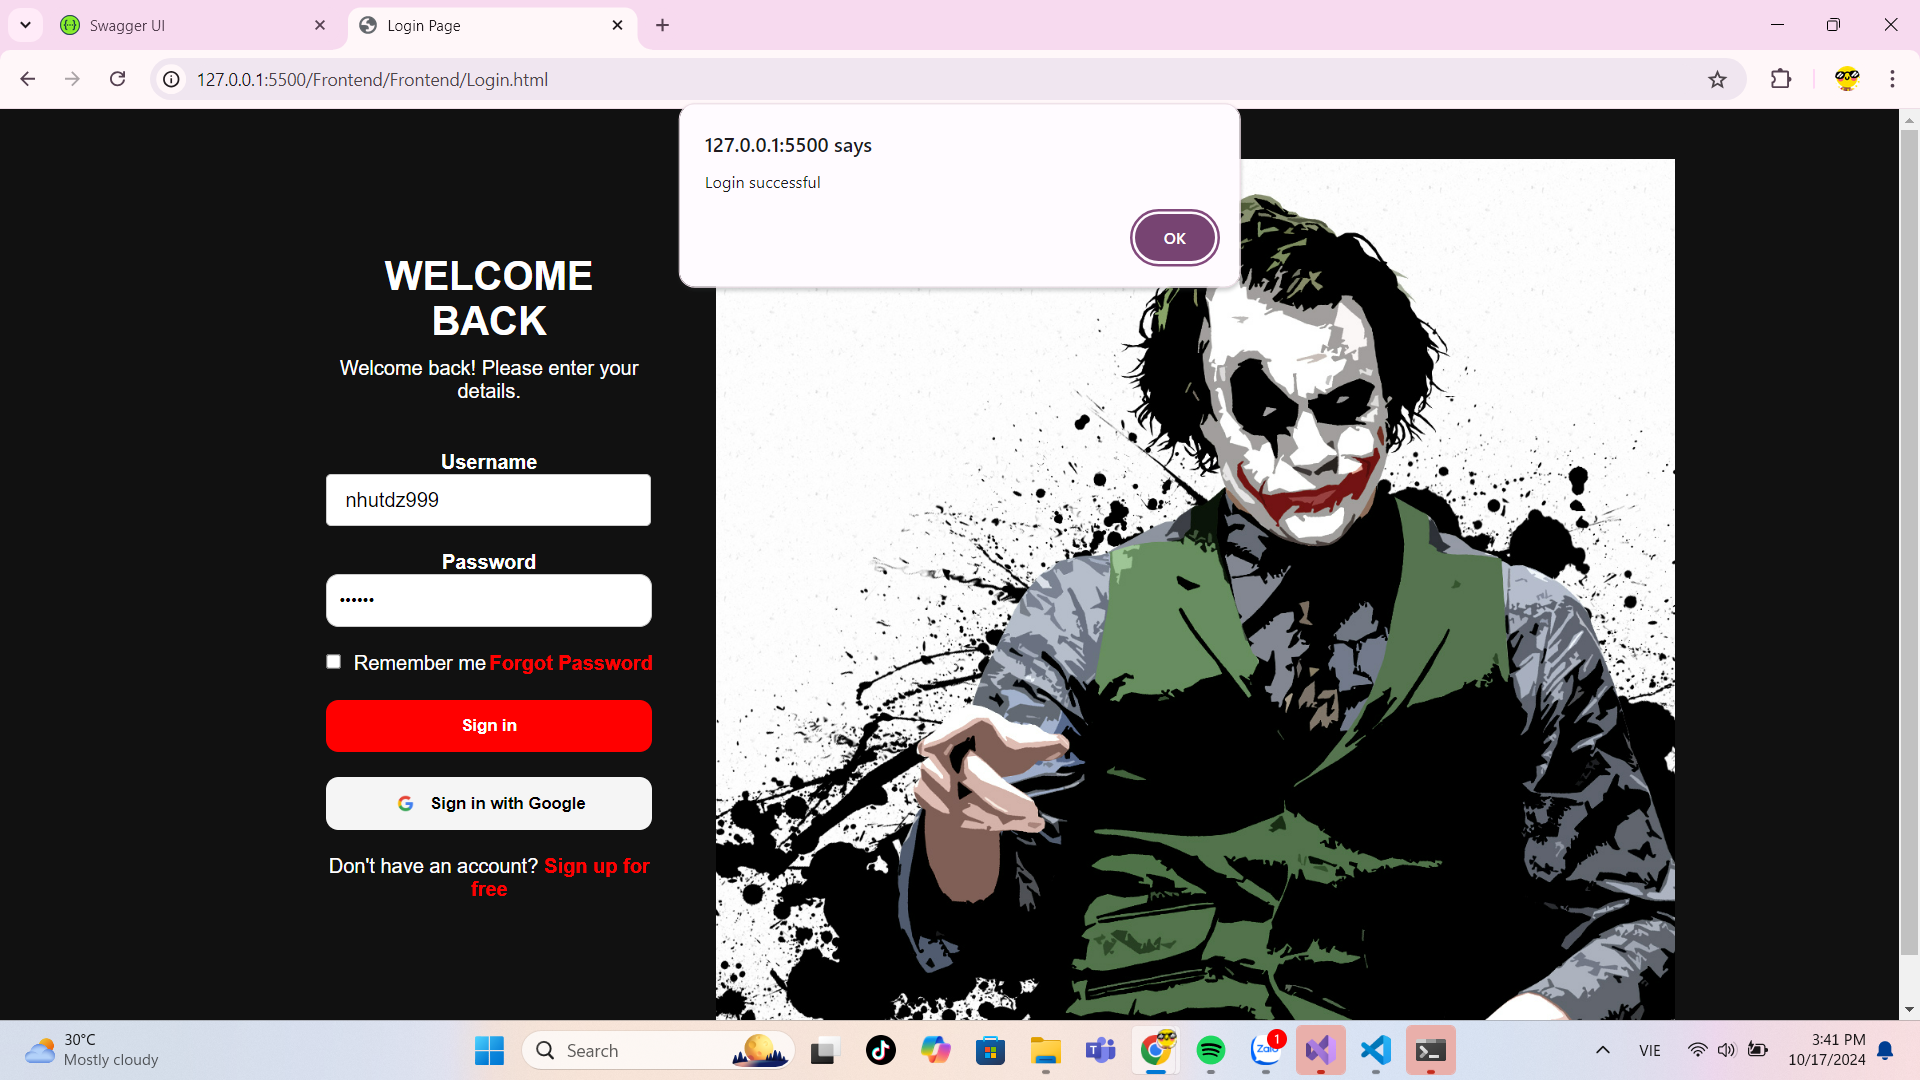 Swagger UI
Login Page
127.0.0.1:5500/Frontend/Frontend/Login.html
127.0.0.1:5500 says
Login successful
OK
WELCOME
BACK
Welcome back! Please enter your
details.
Username
nhutdz999
Password
••••••
Remember me Forgot Password
Sign in
Sign in with Google
Don't have an account? Sign up for
free
30°C
Mostly cloudy
Search
Zalo
1
VIE
3:41 PM
10/17/2024